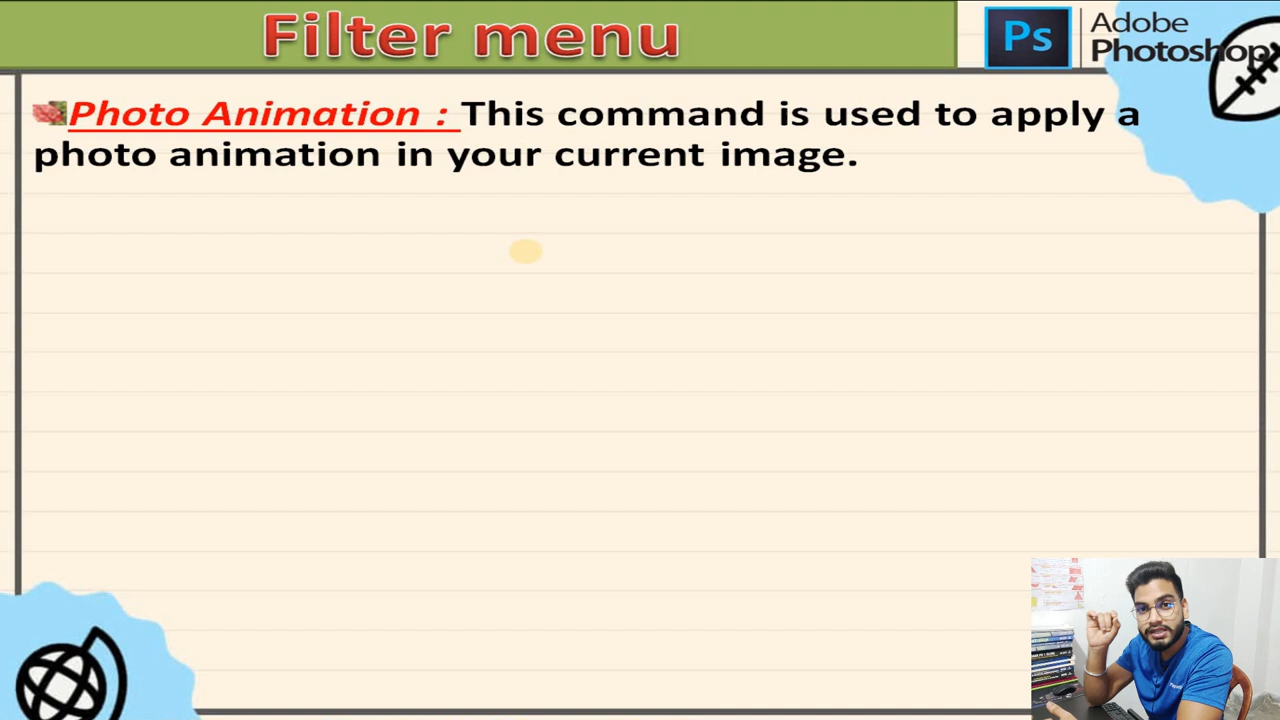 Filter menu
Ps
Adobe
Photoshop
Photo Animation : This command is used to apply a
photo animation in your current image.